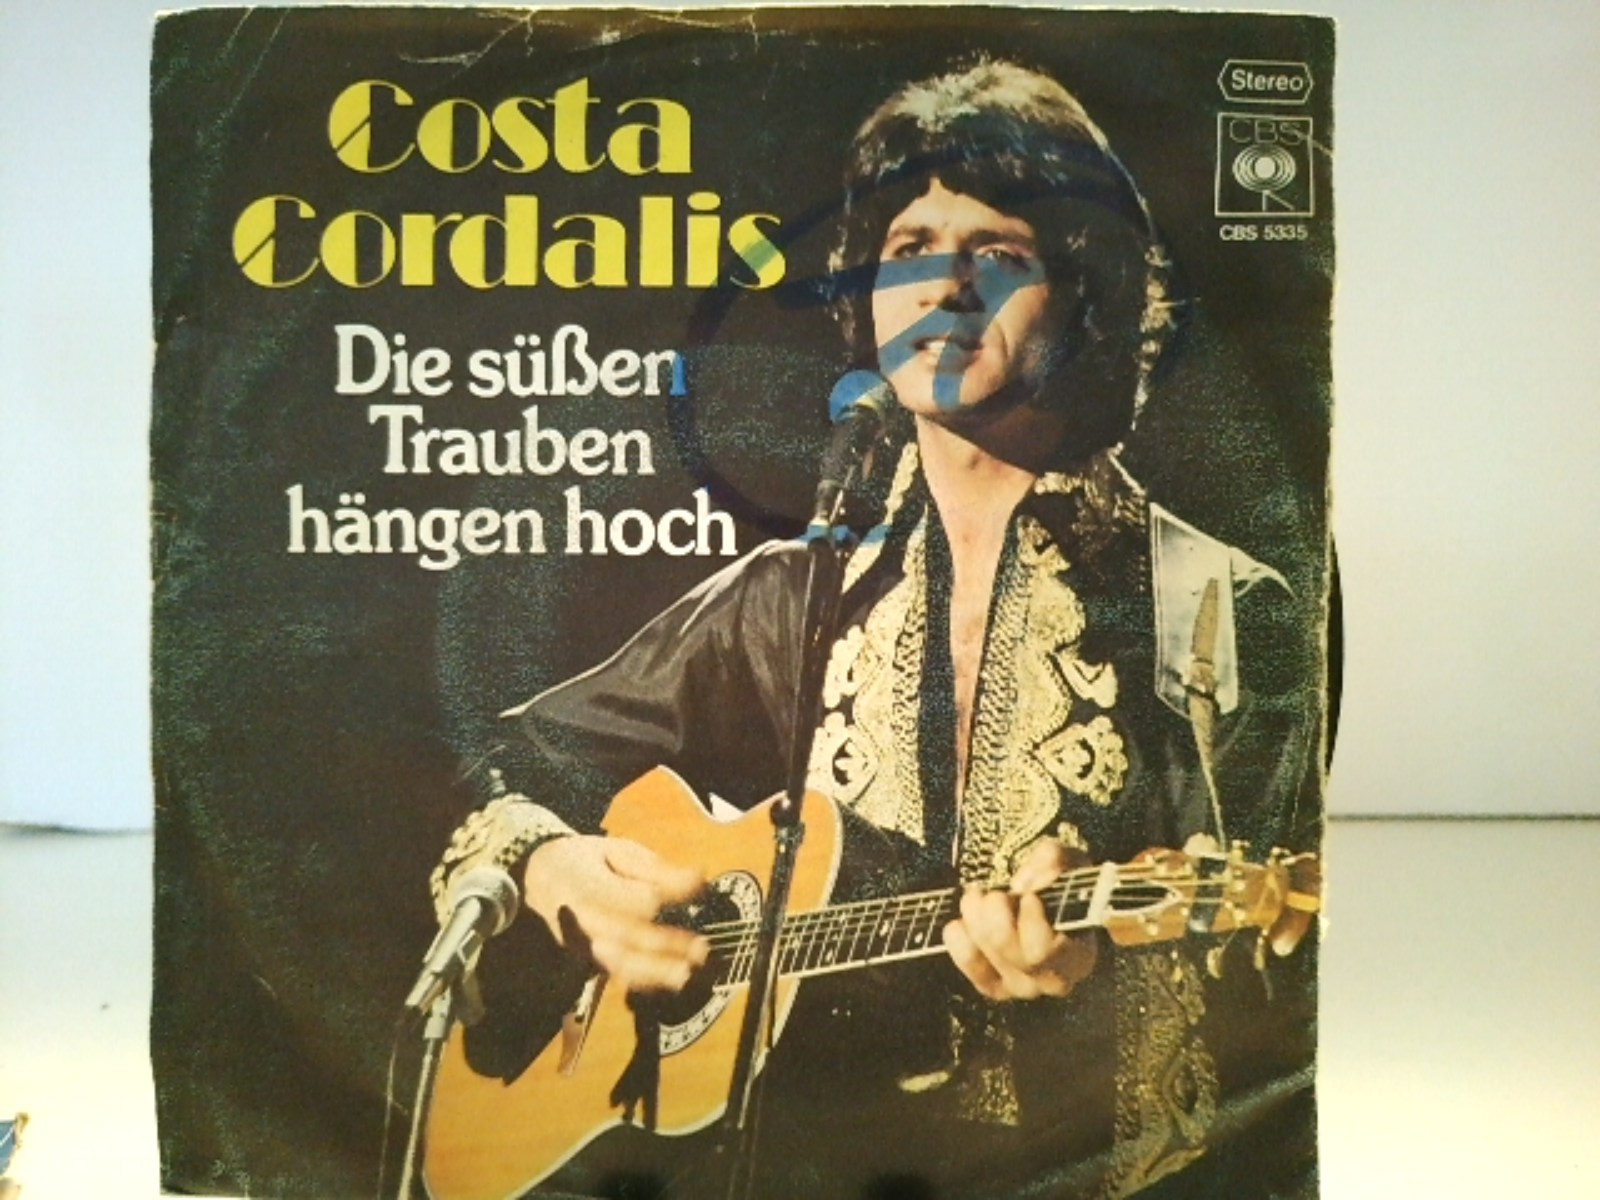 Costa
Cordalis
Die süßen
Trauben
hängen hoch
Stereo
CBS
CBS 5335